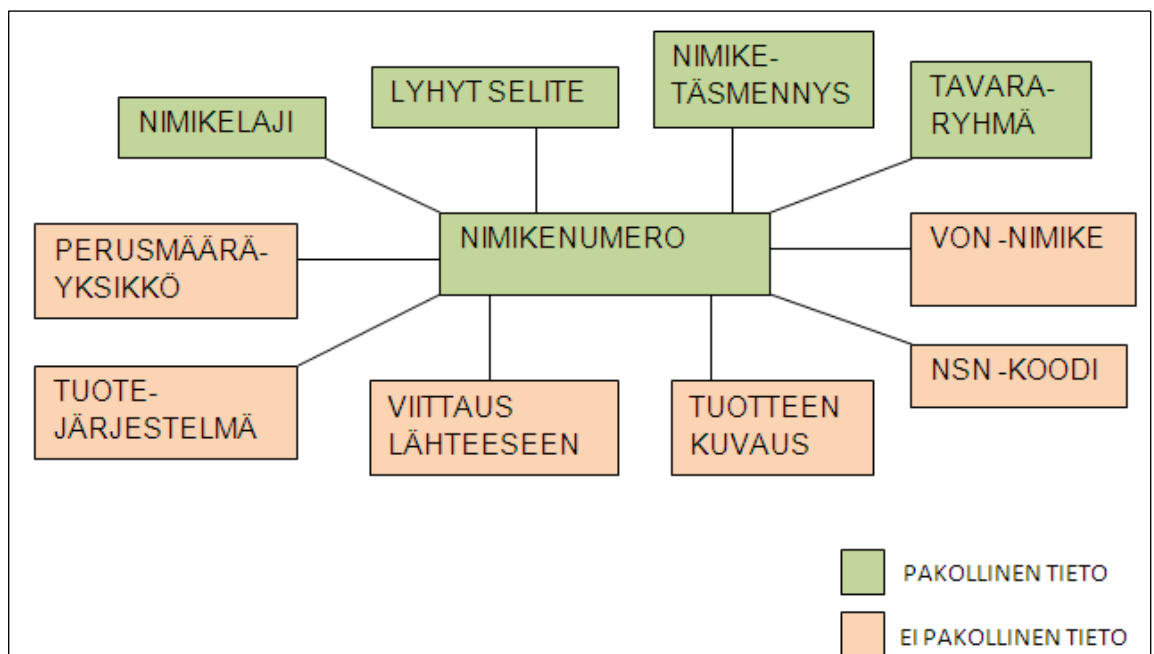 NIMIKELAJI
LYHYT SELITE
NIMIKE-
TÄSMENNYS
TAVARA-
RYHMÄ
PERUSMÄÄRÄ-
YKSIKKÖ
NIMIKENUMERO
VON -NIMIKE
TUOTE-
JÄRJESTELMÄ
VIITTAUS
LÄHTEESEEN
TUOTTEEN
KUVAUS
NSN -KOODI
PAKOLLINEN TIETO
EI PAKOLLINEN TIETO